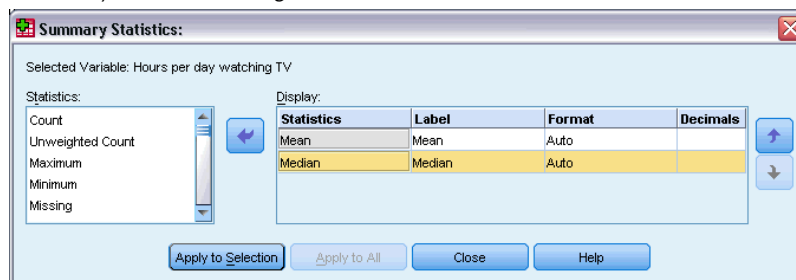 Summary Statistics:
Selected Variable: Hours per day watching TV
Statistics:
Display:
Count
Unweighted Count
Maximum
Minimum
Missing
Statistics Label Format Decimals
Mean Mean Auto
Median Median Auto
Apply to Selection Apply to All Close Help